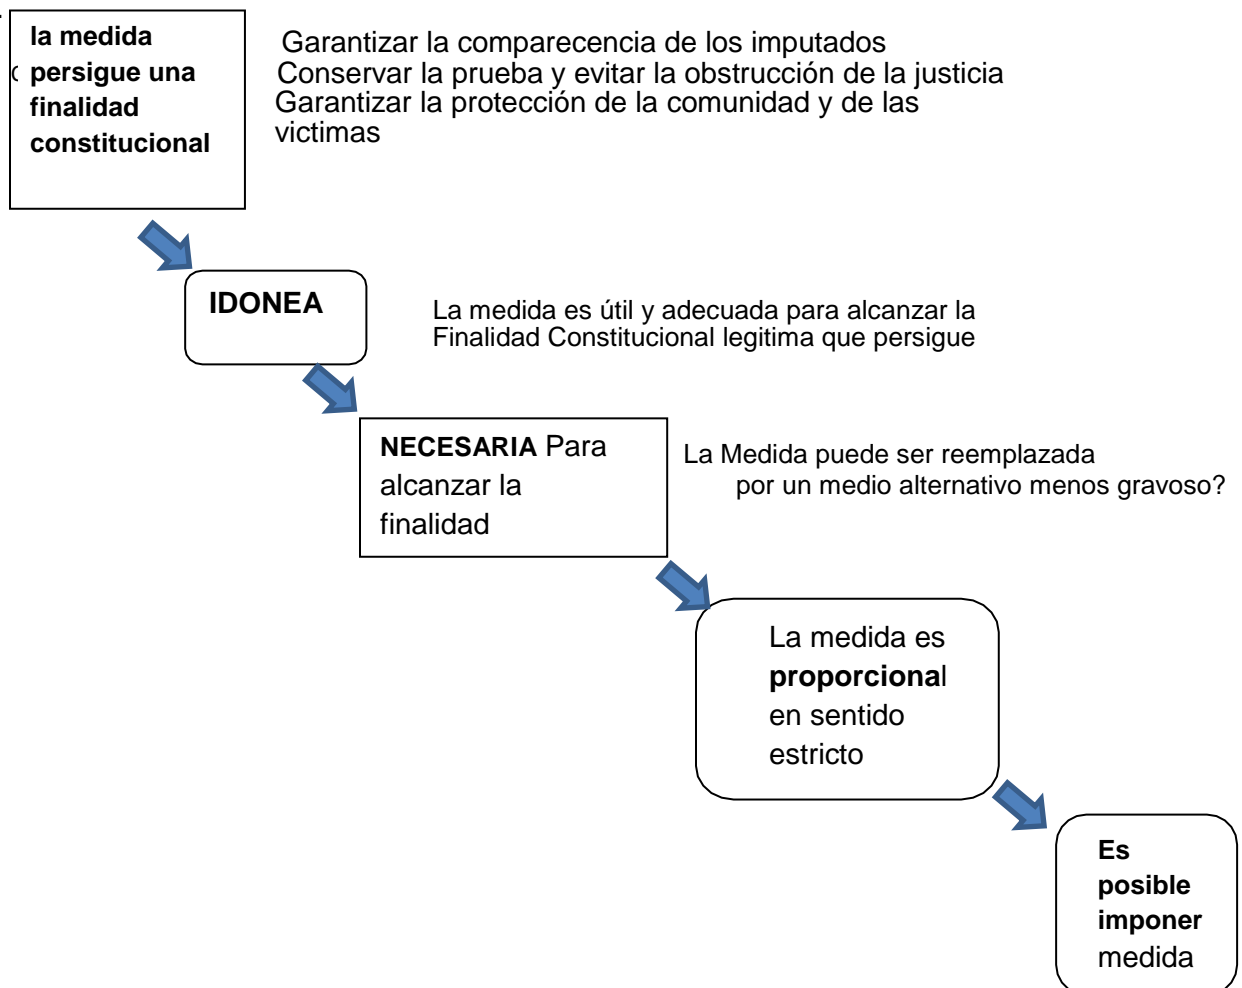 la medida
persigue una
finalidad
constitucional
Garantizar la comparecencia de los imputados
Conservar la prueba y evitar la obstrucción de la justicia
Garantizar la protección de la comunidad y de las
victimas
IDONEA
La medida es útil y adecuada para alcanzar la
Finalidad Constitucional legitima que persigue
NECESARIA Para
alcanzar la
finalidad
La Medida puede ser reemplazada
por un medio alternativo menos gravoso?
La medida es
proporcional
en sentido
estricto
Es
posible
imponer
medida